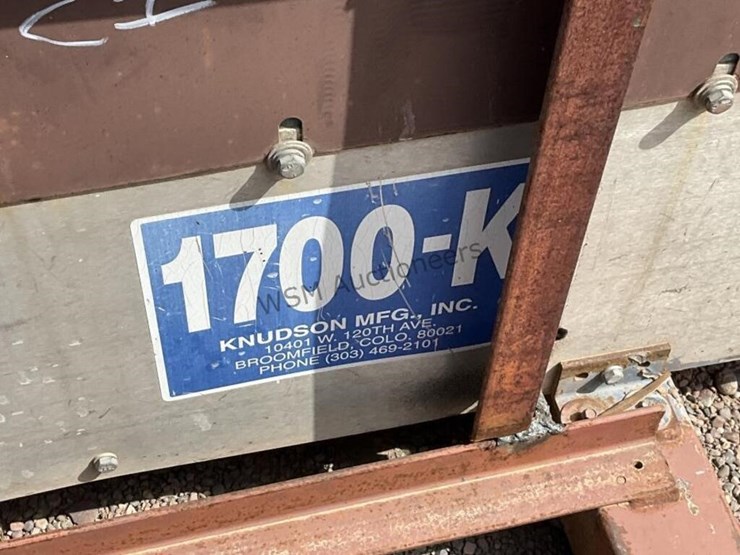 1700-K
WSM Auctioneers
KNUDSON MFG., INC.
10401 W. 120TH AVE.
BROOMFIELD, COLO. 80021
PHONE (303) 469-2101